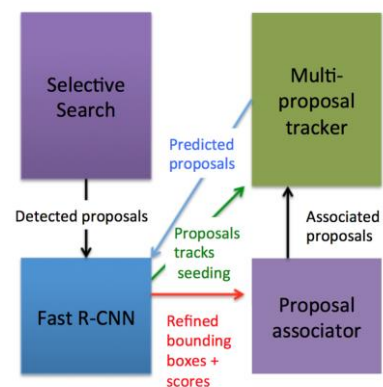 Selective
Search
Multi-
proposal
tracker
Predicted
proposals
Detected proposals
Proposals
tracks
seeding
Associated
proposals
Fast R-CNN
Refined
bounding
boxes +
scores
Proposal
associator